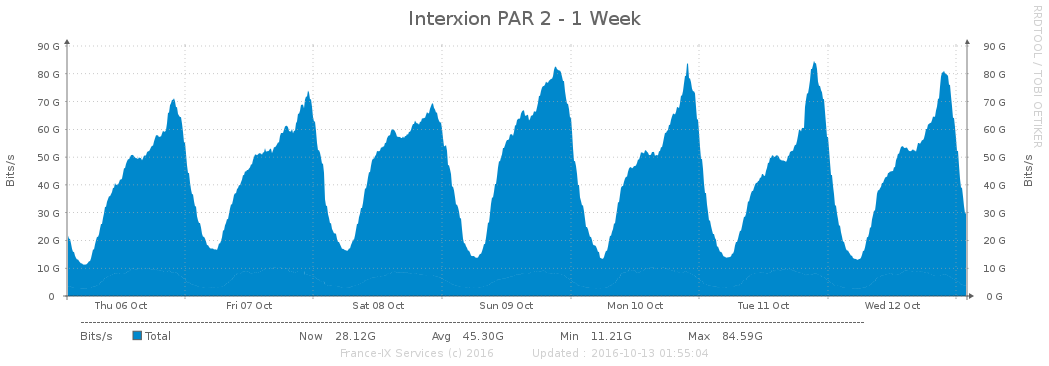 Interxion PAR 2 - 1 Week
RRDTOOL / TOBI OETIKER
Bits/s
90 G 90 G
80 G 80 G
70 G 70 G
60 G 60 G
50 G 50 G
40 G 40 G
30 G 30 G
20 G 20 G
10 G 10 G
0 0 G
Bits/s
Thu 06 Oct Fri 07 Oct Sat 08 Oct Sun 09 Oct Mon 10 Oct Tue 11 Oct Wed 12 Oct
Bits/s Total Now 28.12G Avg 45.30G Min 11.21G Max 84.59G
France-IX Services (c) 2016 Updated : 2016-10-13 01:55:04